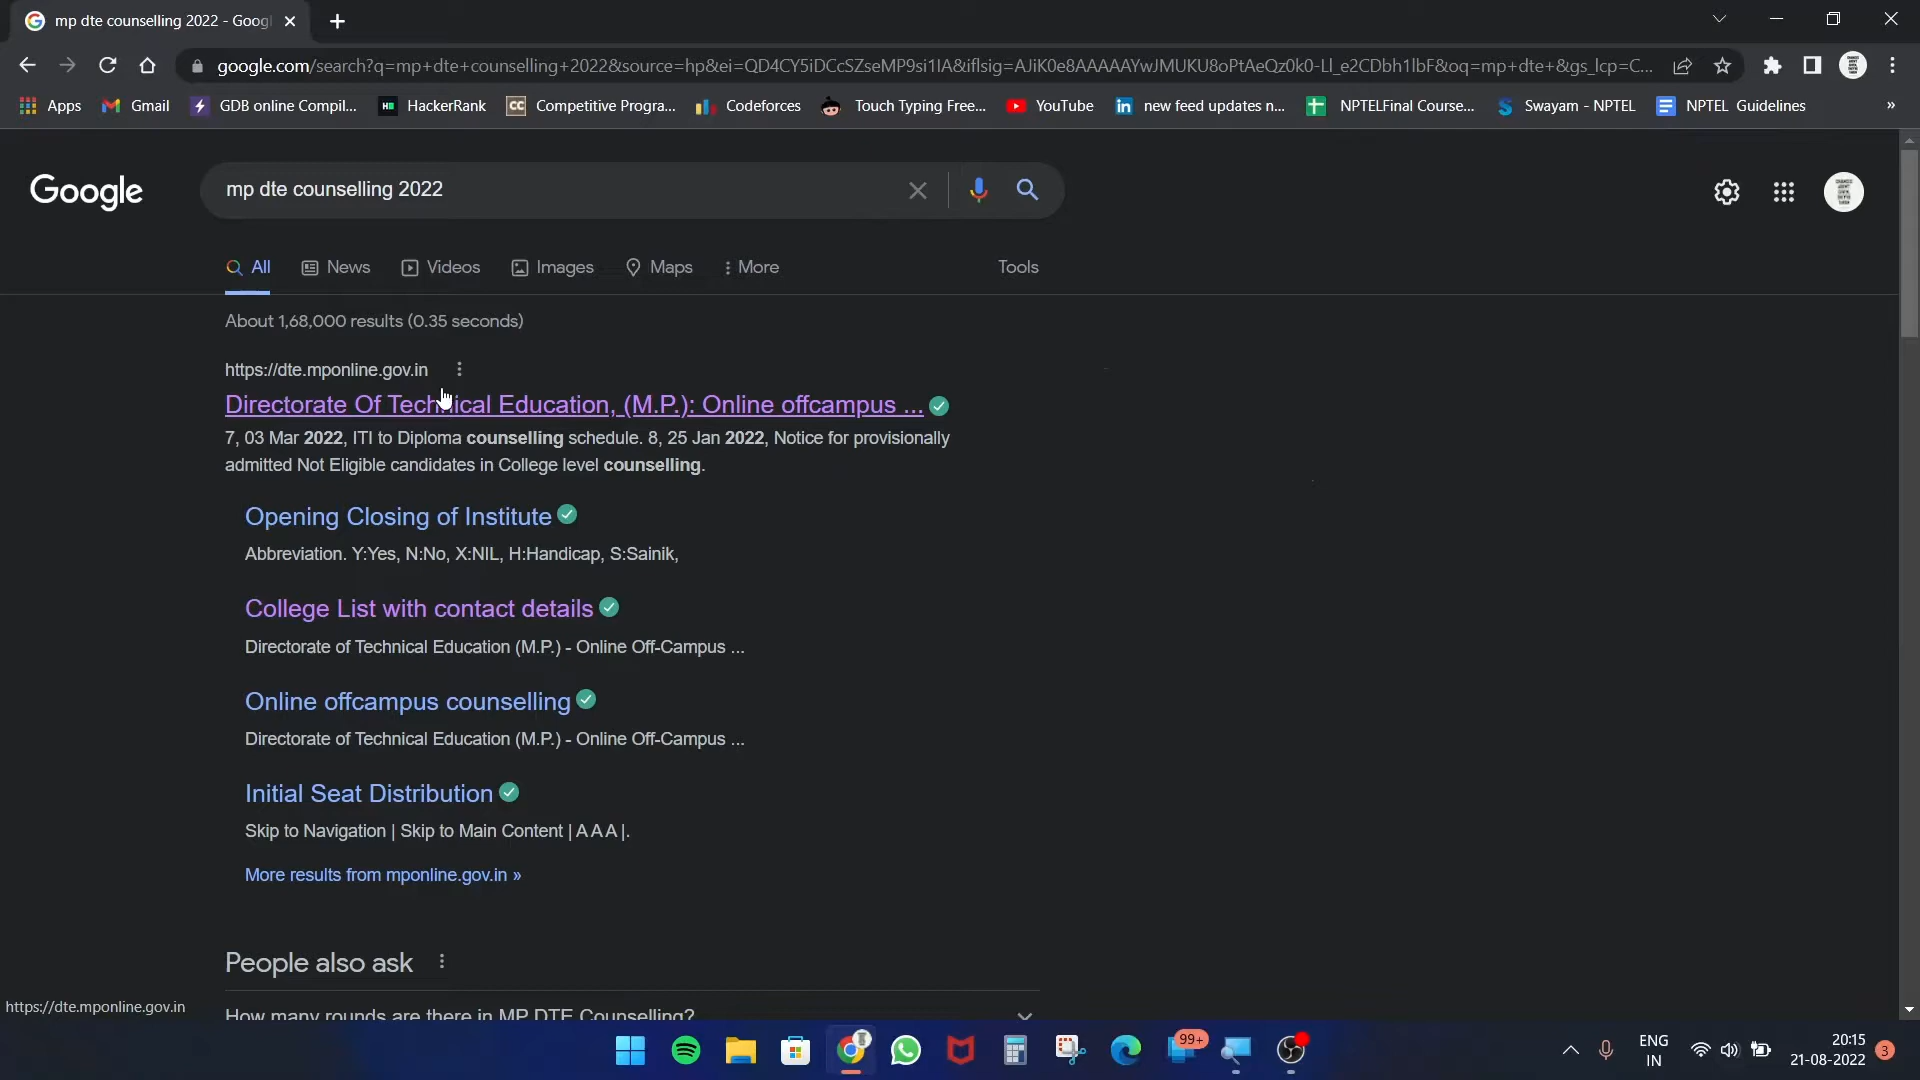 mp dte counselling 2022 - Googl
google.com/search?q=mp+dte+counselling+2022&source=hp&ei=QD4CY5iDCcSZseMP9si1IA&iflsig=AJiK0e8AAAAAYwJMUKU8oPtAeQz0k0-Ll_e2CDbh1lbF&oq=mp+dte+&gs_lcp=C...
Apps Gmail GDB online Compil... HackerRank Competitive Progra... Codeforces Touch Typing Free... YouTube new feed updates n... NPTELFinal Course... Swayam - NPTEL NPTEL Guidelines »
Google
mp dte counselling 2022
All News Videos Images Maps More Tools
About 1,68,000 results (0.35 seconds)
https://dte.mponline.gov.in
Directorate Of Technical Education, (M.P.): Online offcampus ...
7, 03 Mar 2022, ITI to Diploma counselling schedule. 8, 25 Jan 2022, Notice for provisionally
admitted Not Eligible candidates in College level counselling.
Opening Closing of Institute
Abbreviation. Y:Yes, N:No, X:NIL, H:Handicap, S:Sainik,
College List with contact details
Directorate of Technical Education (M.P.) - Online Off-Campus ...
Online offcampus counselling
Directorate of Technical Education (M.P.) - Online Off-Campus ...
Initial Seat Distribution
Skip to Navigation | Skip to Main Content | A A A |.
More results from mponline.gov.in »
People also ask
How many rounds are there in MP DTE Counselling?
https://dte.mponline.gov.in
99+
ENG
IN
20:15
21-08-2022
3